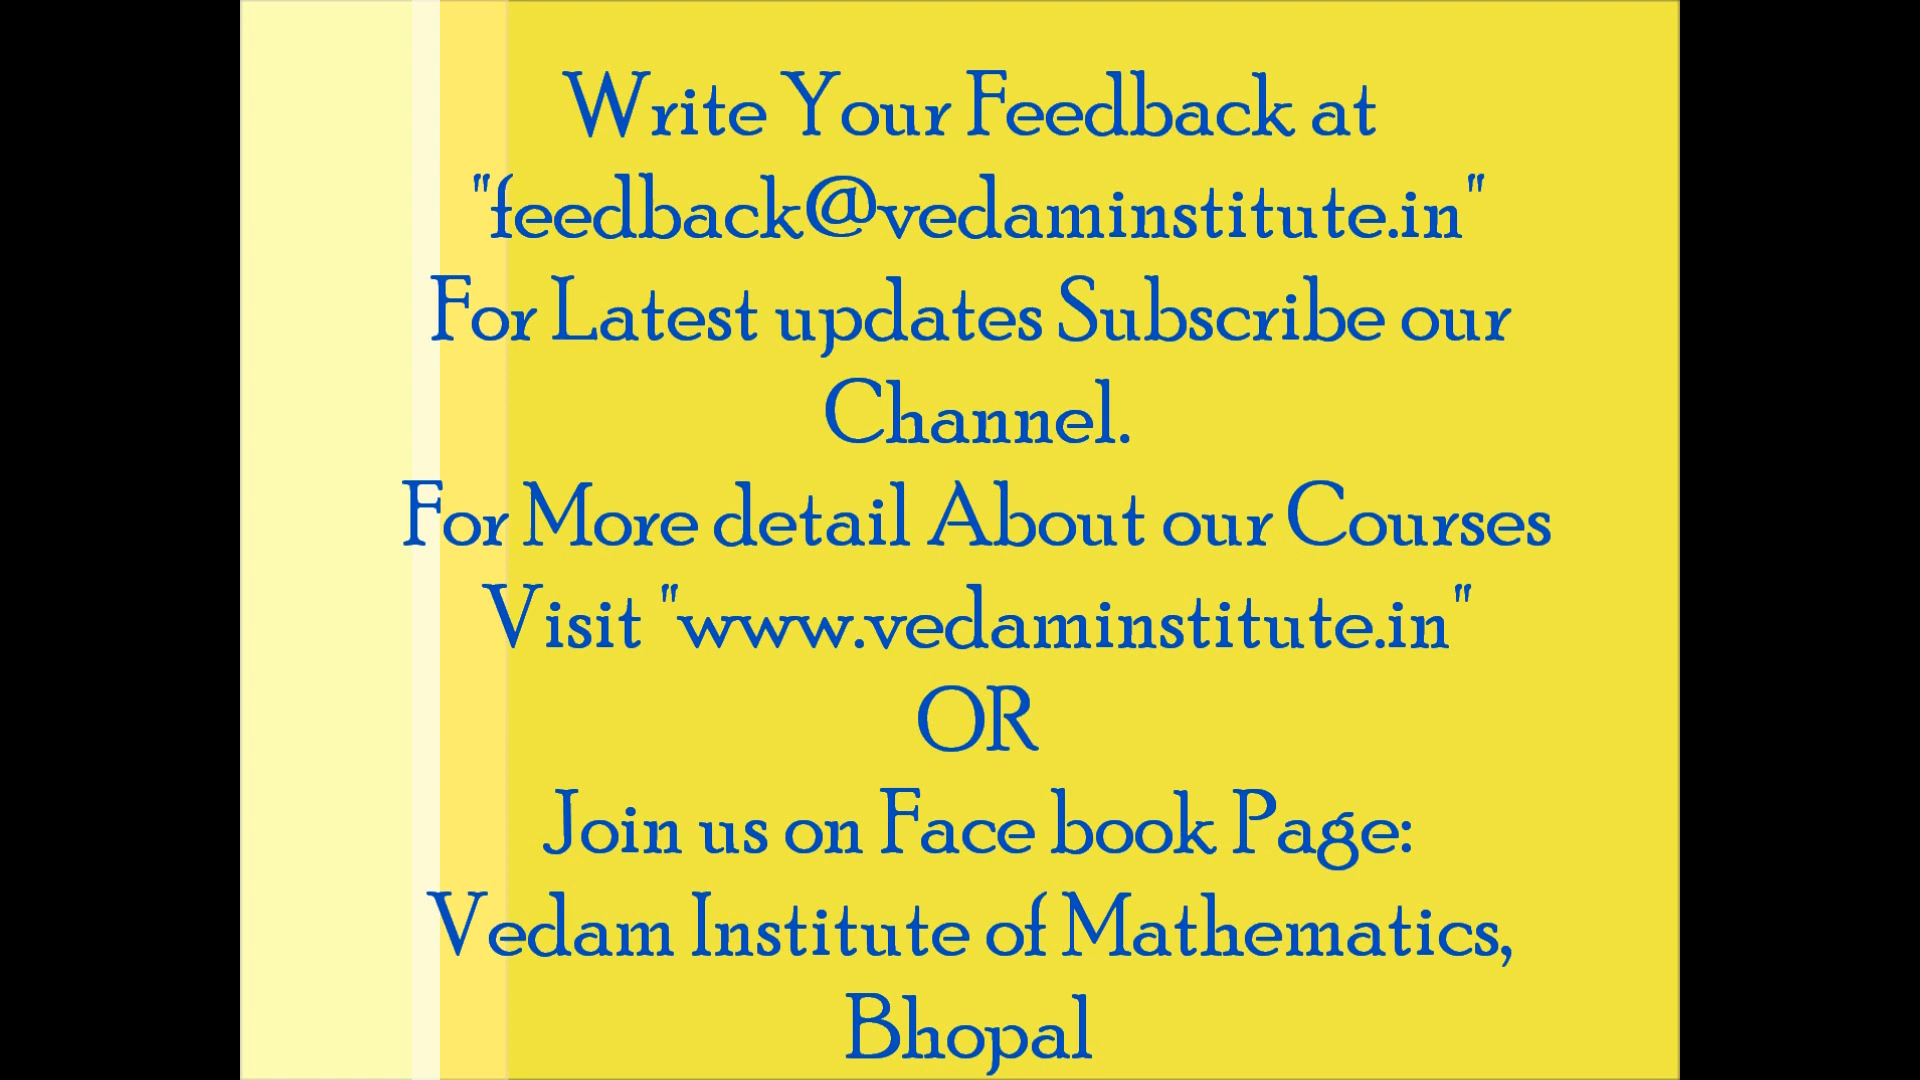 Write Your Feedback at
"feedback@vedaminstitute.in"
For Latest updates Subscribe our
Channel.
For More detail About our Courses
Visit "www.vedaminstitute.in"
OR
Join us on Face book Page:
Vedam Institute of Mathematics,
Bhopal